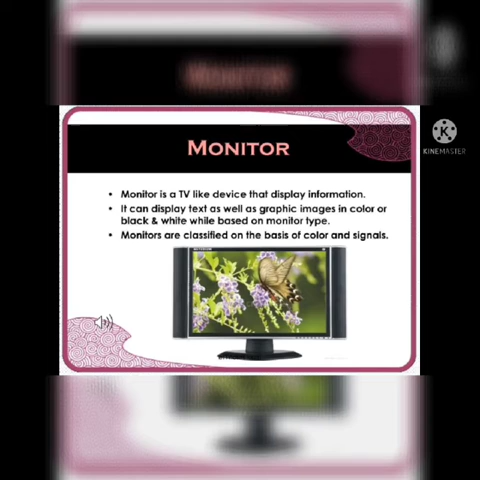 MONITOR
KINEMASTER
MONITOR
• Monitor is a TV like device that display information.
• It can display text as well as graphic images in color or
black & white while based on monitor type.
• Monitors are classified on the basis of color and signals.